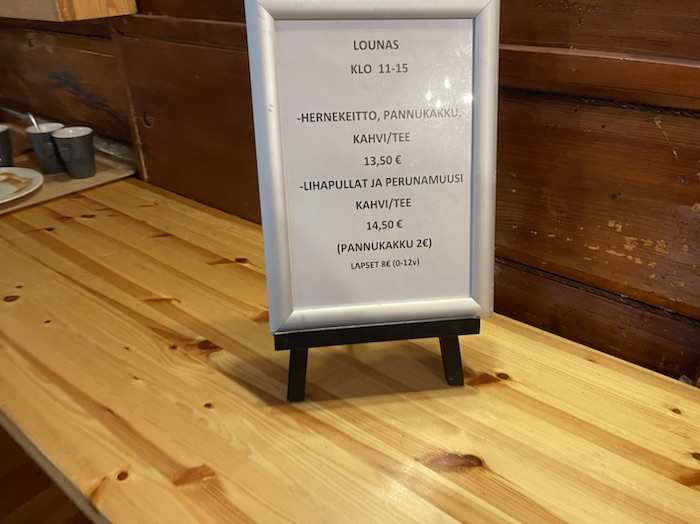 LOUNAS
KLO 11-15
-HERNEKEITTO, PANNUKAKKU,
KAHVI/TEE
13,50 €
-LIHAPULLAT JA PERUNAMUUSI
KAHVI/TEE
14,50 €
(PANNUKAKKU 2€)
LAPSET 8€ (0-12v)